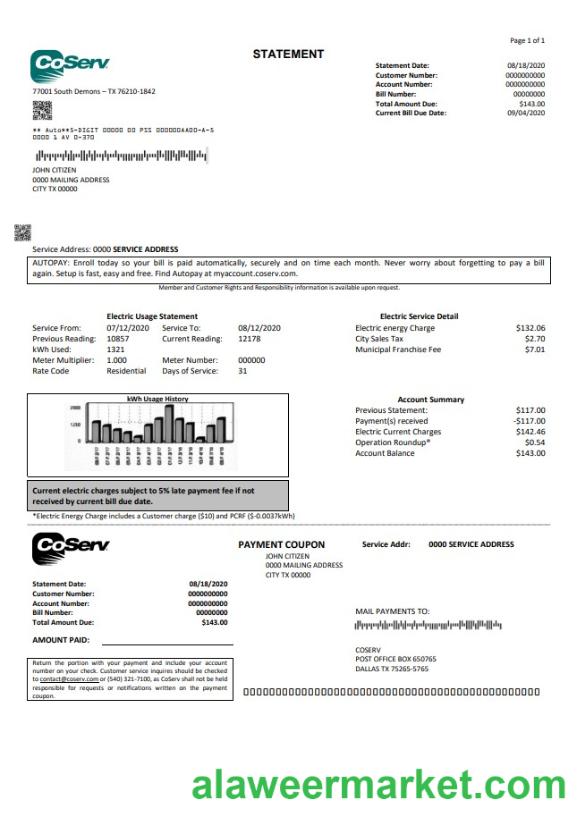 Page 1 of 1
STATEMENT
CoServ
77001 South Demons – TX 76210-1842
Statement Date: 08/18/2020
Customer Number: 0000000000
Account Number: 0000000000
Bill Number: 00000000
Total Amount Due: $143.00
Current Bill Due Date: 09/04/2020
** Auto**S-DIGIT 00000 00 PSS 000000AA00-A-S
0000 1 AV 0-370
JOHN CITIZEN
0000 MAILING ADDRESS
CITY TX 00000
Service Address: 0000 SERVICE ADDRESS
AUTOPAY: Enroll today so your bill is paid automatically, securely and on time each month. Never worry about forgetting to pay a bill
again. Setup is fast, easy and free. Find Autopay at myaccount.coserv.com.
Member and Customer Rights and Responsibility information is available upon request.
Electric Usage Statement
Service From: 07/12/2020 Service To: 08/12/2020
Previous Reading: 10857 Current Reading: 12178
kWh Used: 1321
Meter Multiplier: 1.000 Meter Number: 000000
Rate Code Residential Days of Service: 31
Electric Service Detail
Electric energy Charge $132.06
City Sales Tax $2.70
Municipal Franchise Fee $7.01
kWh Usage History
Account Summary
Previous Statement: $117.00
Payment(s) received -$117.00
Electric Current Charges $142.46
Operation Roundup* $0.54
Account Balance $143.00
Current electric charges subject to 5% late payment fee if not
received by current bill due date.
*Electric Energy Charge includes a Customer charge ($10) and PCRF ($-0.0037kWh)
CoServ
PAYMENT COUPON
Service Addr: 0000 SERVICE ADDRESS
JOHN CITIZEN
0000 MAILING ADDRESS
CITY TX 00000
Statement Date: 08/18/2020
Customer Number: 0000000000
Account Number: 0000000000
Bill Number: 00000000
Total Amount Due: $143.00
AMOUNT PAID:
MAIL PAYMENTS TO:
COSERV
POST OFFICE BOX 650765
DALLAS TX 75265-5765
Return the portion with your payment and include your account
number on your check. Customer service inquires should be checked
to contact@coserv.com or (540) 321-7100, as CoServ shall not be held
responsible for requests or notifications written on the payment
coupon.
alaweermarket.com